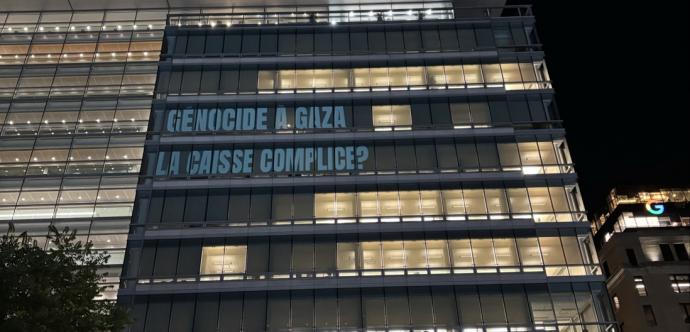 GÉNOCIDE À GAZA
LA CAISSE COMPLICE?
G